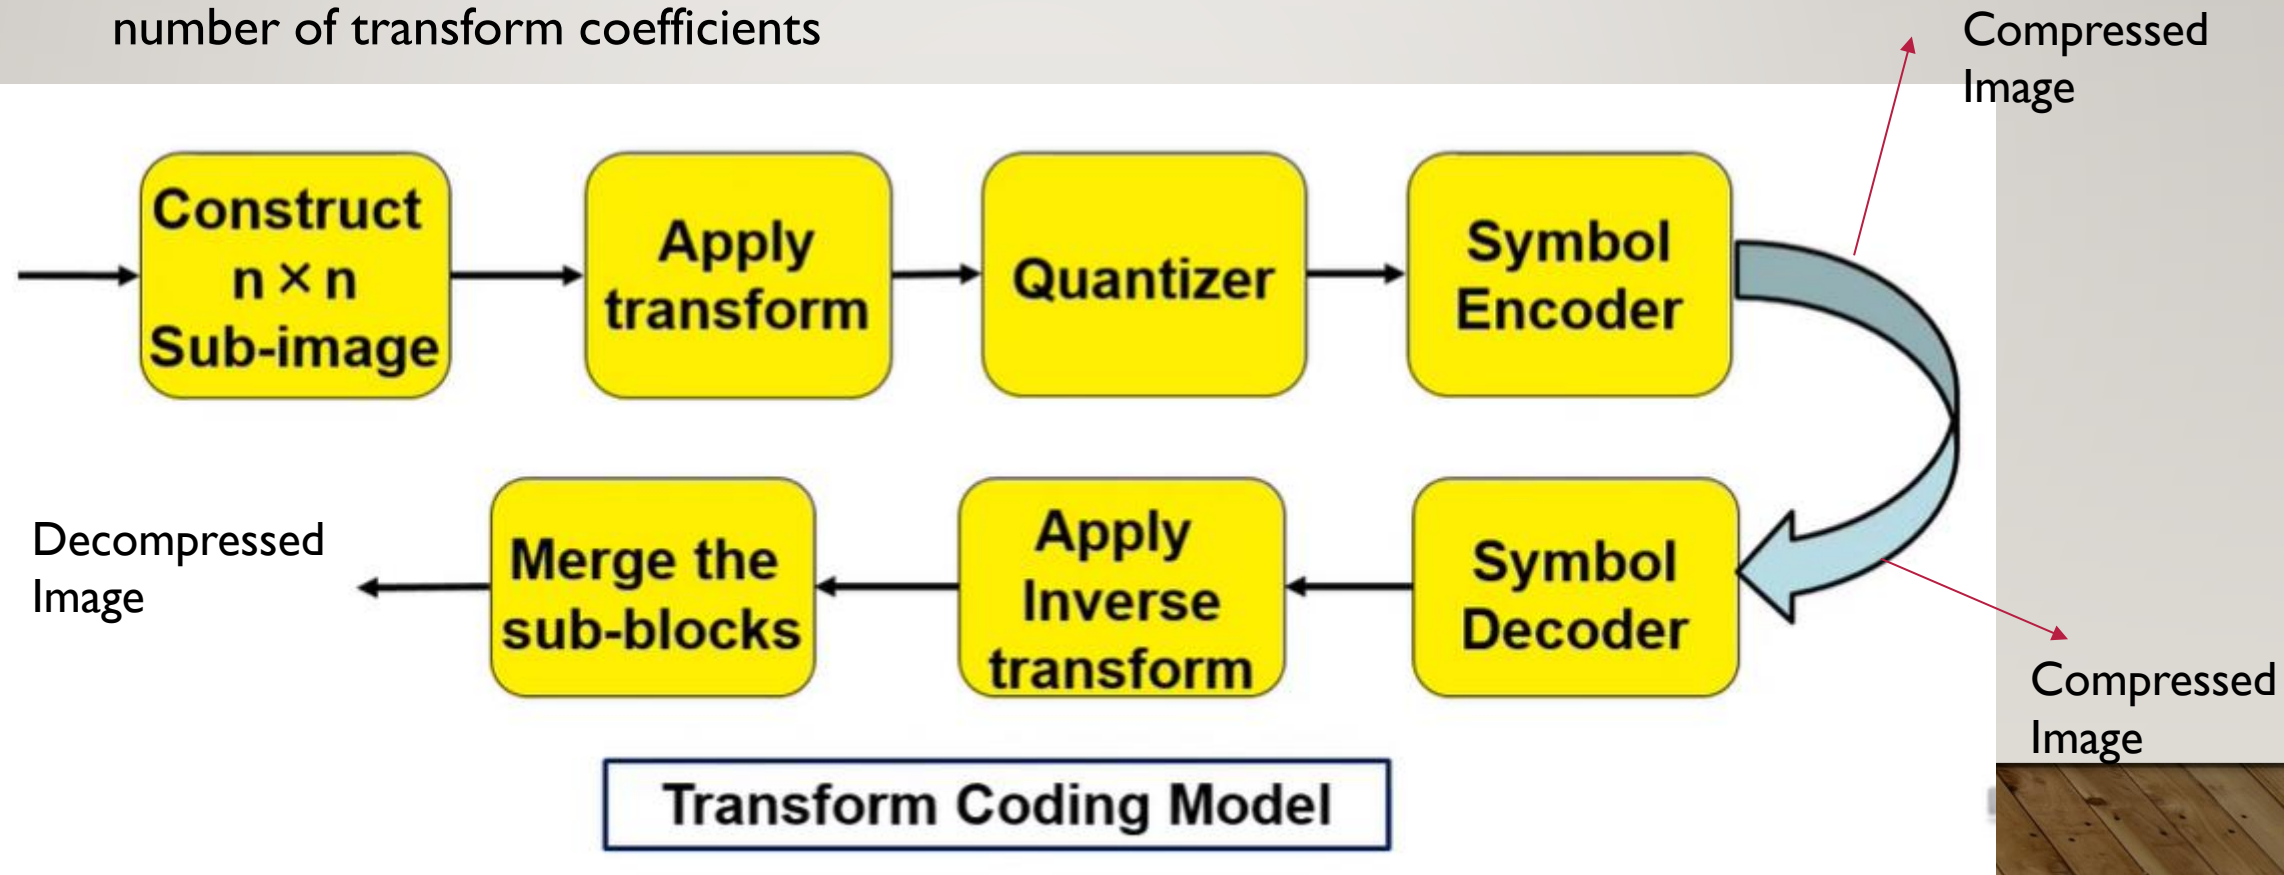 number of transform coefficients
Compressed
Image
Construct
n × n
Sub-image
Apply
transform
Quantizer
Symbol
Encoder
Decompressed
Image
Merge the
sub-blocks
Apply
Inverse
transform
Symbol
Decoder
Compressed
Image
Transform Coding Model